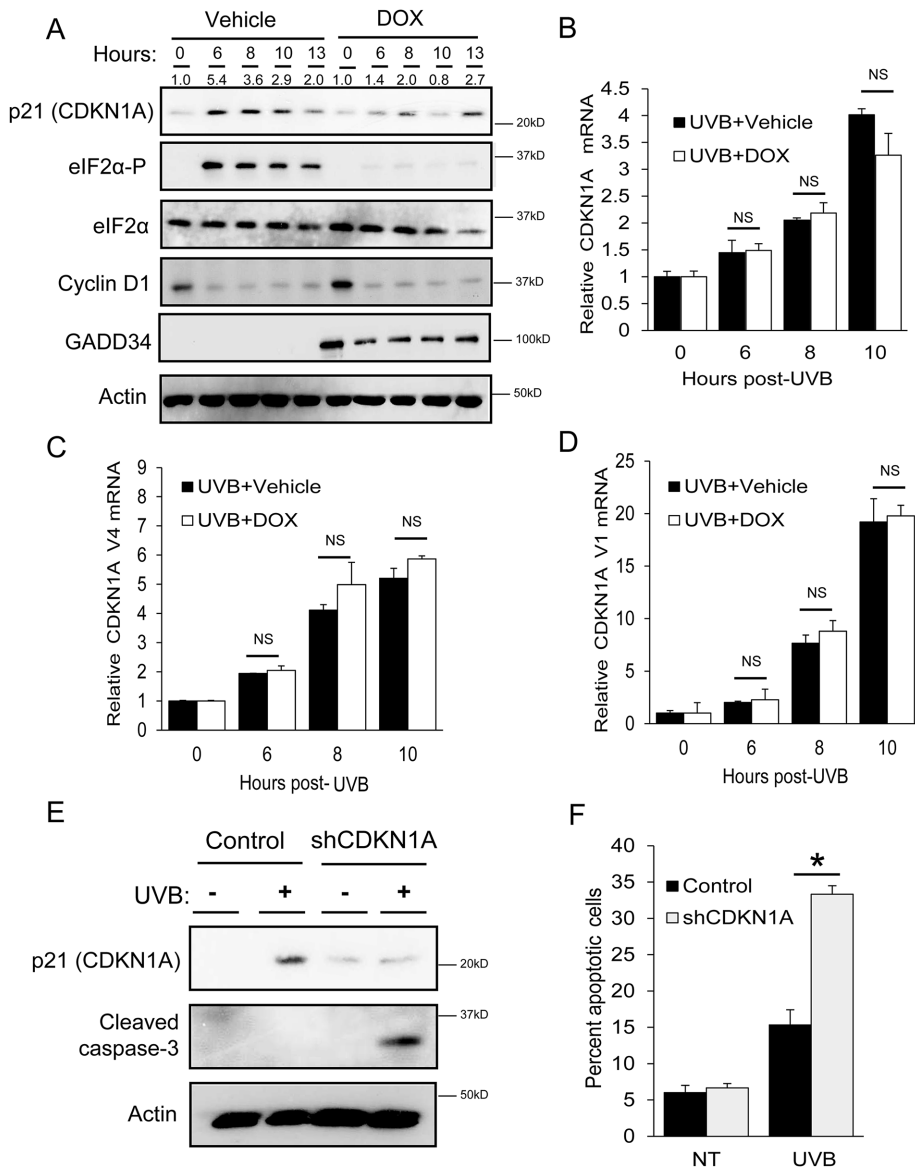 A
Vehicle DOX
Hours: 0 6 8 10 13 0 6 8 10 13
1.0 5.4 3.6 2.9 2.0 1.0 1.4 2.0 0.8 2.7
p21 (CDKN1A)
20kD
eIF2α-P
37kD
eIF2α
37kD
Cyclin D1
37kD
GADD34
100kD
Actin
50kD
B
Relative CDKN1A mRNA
4.5
4
3.5
3
2.5
2
1.5
1
0.5
0
UVB+Vehicle
UVB+DOX
NS
NS
NS
0 6 8 10
Hours post-UVB
C
Relative CDKN1A V4 mRNA
9
8
7
6
5
4
3
2
1
0
UVB+Vehicle
UVB+DOX
NS
NS
NS
0 6 8 10
Hours post-UVB
D
Relative CDKN1A V1 mRNA
25
20
15
10
5
0
UVB+Vehicle
UVB+DOX
NS
NS
NS
0 6 8 10
Hours post-UVB
E
Control shCDKN1A
UVB: - + - +
p21 (CDKN1A)
20kD
Cleaved
caspase-3
37kD
Actin
50kD
F
Percent apoptotic cells
40
35
30
25
20
15
10
5
0
Control
shCDKN1A
*
NT UVB